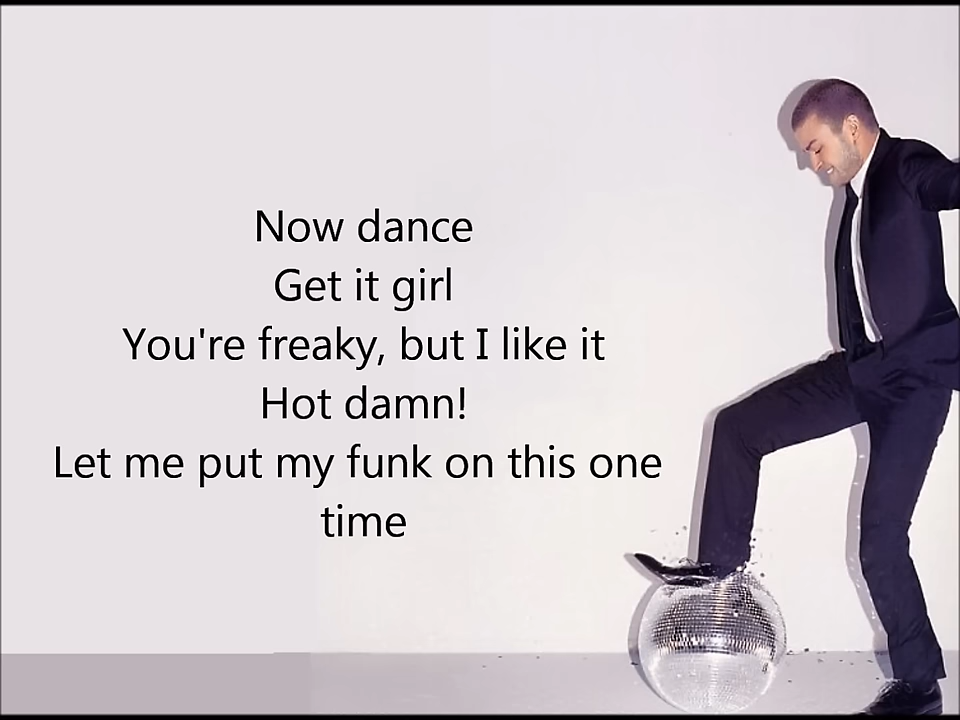 Now dance
Get it girl
You're freaky, but I like it
Hot damn!
Let me put my funk on this one
time